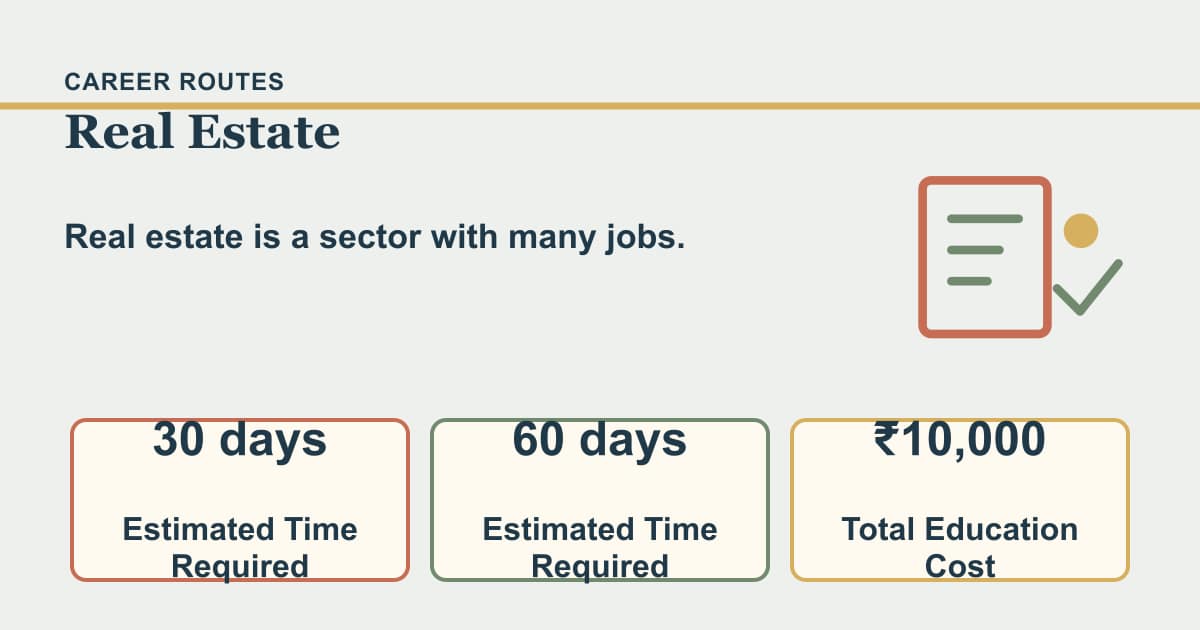 CAREER ROUTES
Real Estate
Real estate is a sector with many jobs.
30 days
Estimated Time
Required
60 days
Estimated Time
Required
₹10,000
Total Education
Cost